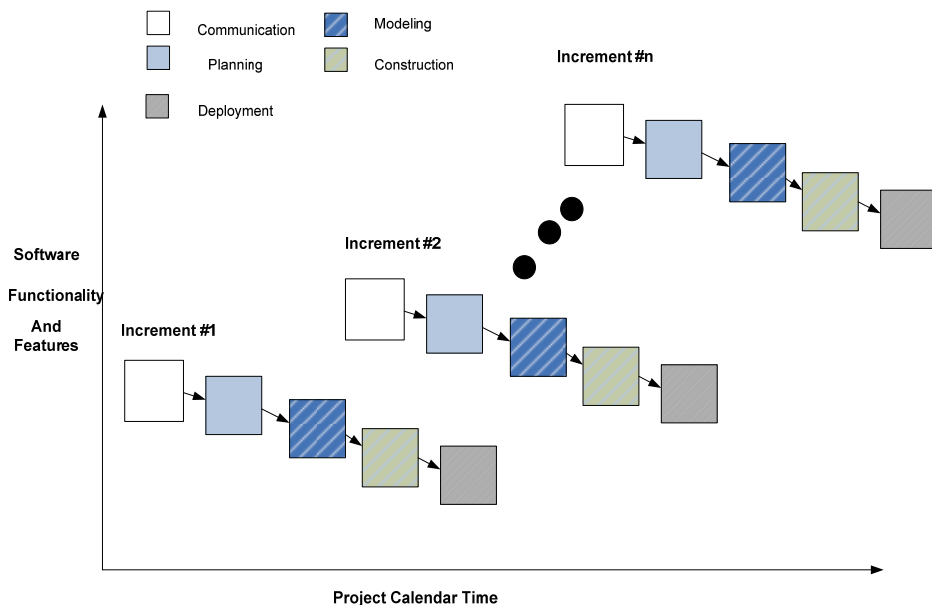 Communication
Modeling
Planning
Construction
Deployment
Increment #n
Increment #2
Increment #1
Software
Functionality
And
Features
Project Calendar Time